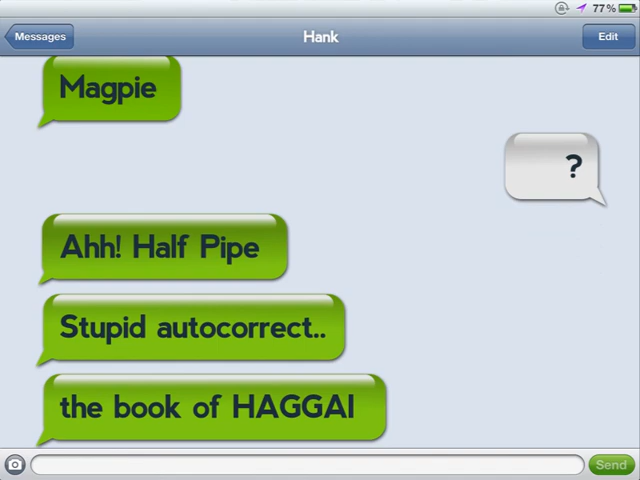 77%
Messages
Hank
Edit
Magpie
?
Ahh! Half Pipe
Stupid autocorrect..
the book of HAGGAI
Send